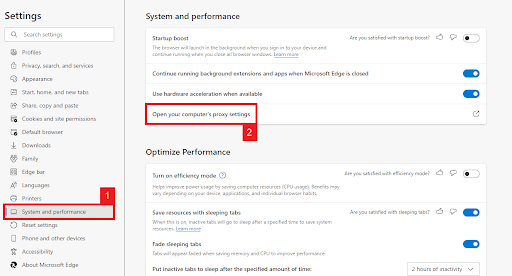 Settings
Search settings
Profiles
Privacy, search, and services
Appearance
Start, home, and new tabs
Share, copy and paste
Cookies and site permissions
Default browser
Downloads
Family
Edge bar
Languages
Printers
1
System and performance
Reset settings
Phone and other devices
Accessibility
About Microsoft Edge
System and performance
Startup boost
Are you satisfied with startup boost?
The browser will launch in the background when you sign in to your device and
continue running when you close all browser windows. Learn more
Continue running background extensions and apps when Microsoft Edge is closed
Use hardware acceleration when available
Open your computer's proxy settings
2
Optimize Performance
Turn on efficiency mode ?
Are you satisfied with efficiency mode?
Helps improve power usage by saving computer resources (CPU usage). Benefits may
vary depending on your device, applications, and individual browser habits.
Save resources with sleeping tabs
Are you satisfied with sleeping tabs?
When this is on, inactive tabs will go to sleep after a specified time to save system
resources. Learn more
Fade sleeping tabs
Tabs will appear faded when saving memory and CPU to improve performance.
Put inactive tabs to sleep after the specified amount of time:
2 hours of inactivity